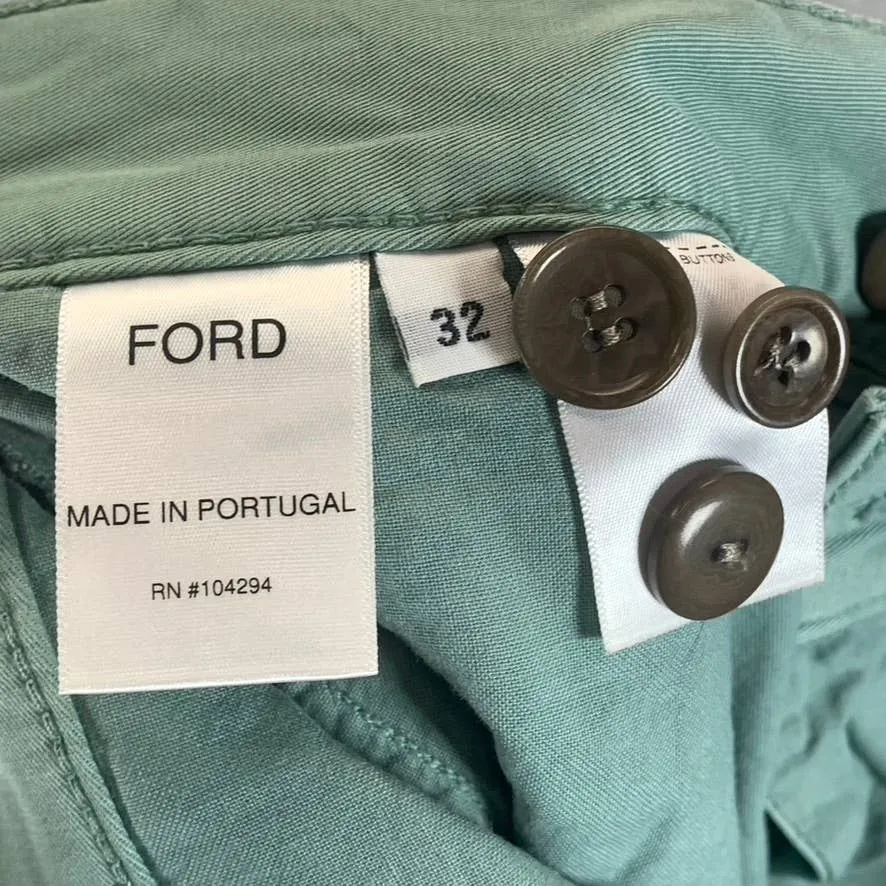 FORD
MADE IN PORTUGAL
RN #104294
32
BUTTONS